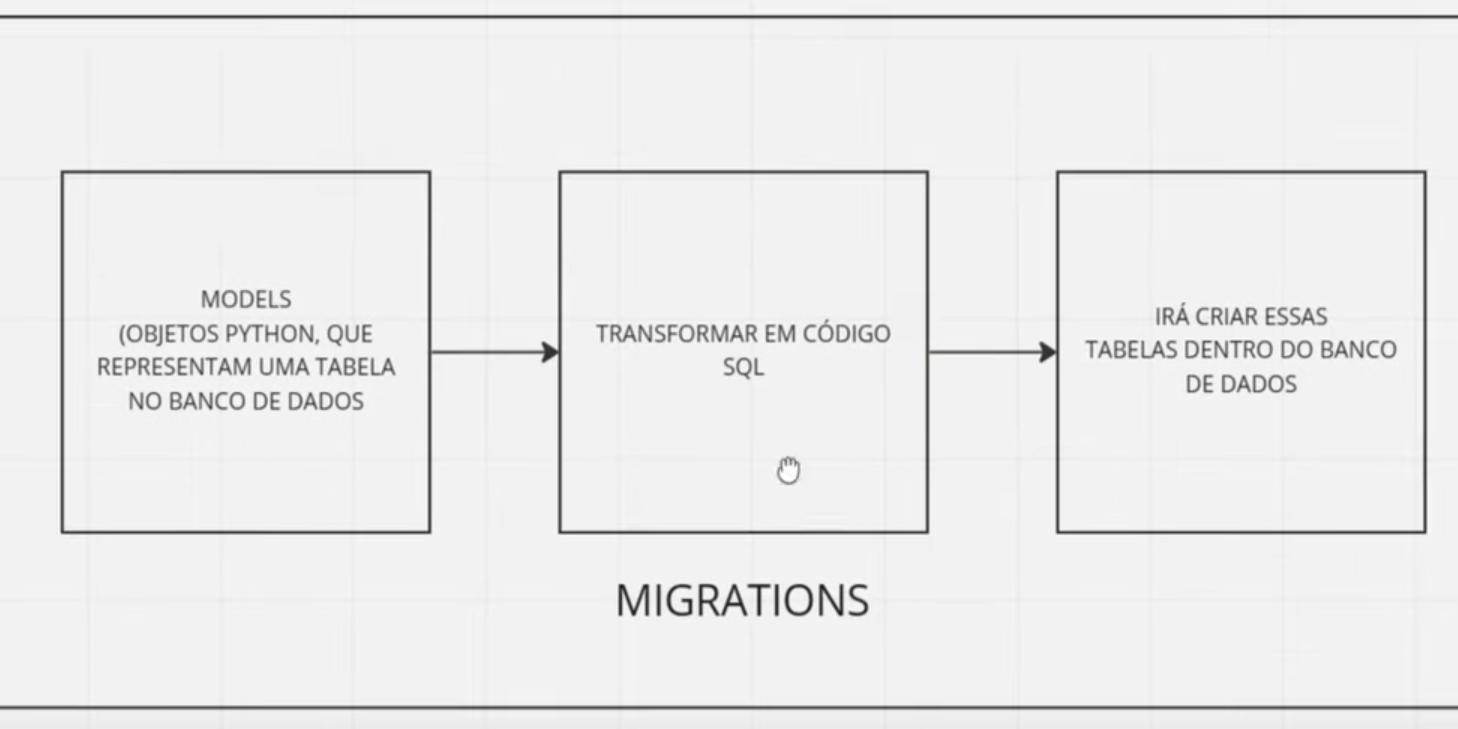 MODELS
(OBJETOS PYTHON, QUE
REPRESENTAM UMA TABELA
NO BANCO DE DADOS
TRANSFORMAR EM CÓDIGO
SQL
IRÁ CRIAR ESSAS
TABELAS DENTRO DO BANCO
DE DADOS
MIGRATIONS